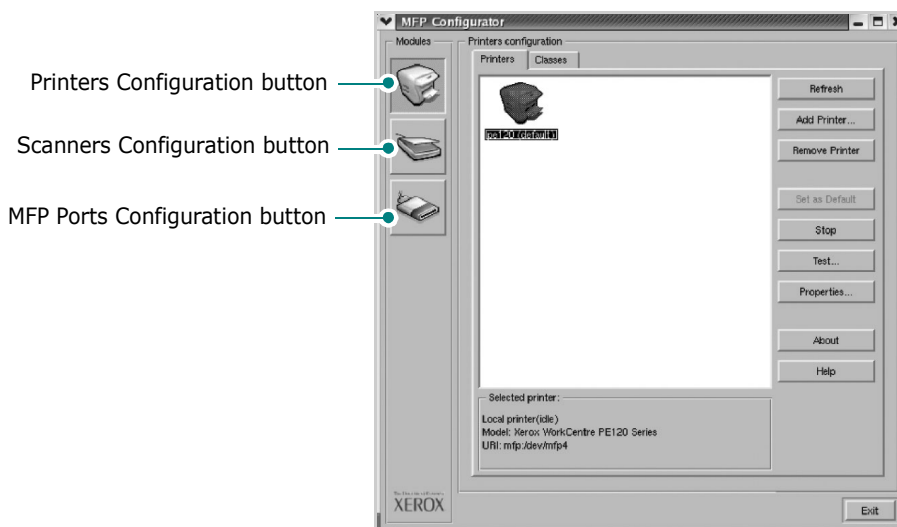 MFP Configurator
Modules
Printers configuration
Printers Classes
Printers Configuration button
Scanners Configuration button
MFP Ports Configuration button
pe120 (default)
Refresh
Add Printer...
Remove Printer
Set as Default
Stop
Test...
Properties...
About
Help
Selected printer:
Local printer(idle)
Model: Xerox WorkCentre PE120 Series
URI: mfp:/dev/mfp4
XEROX
Exit